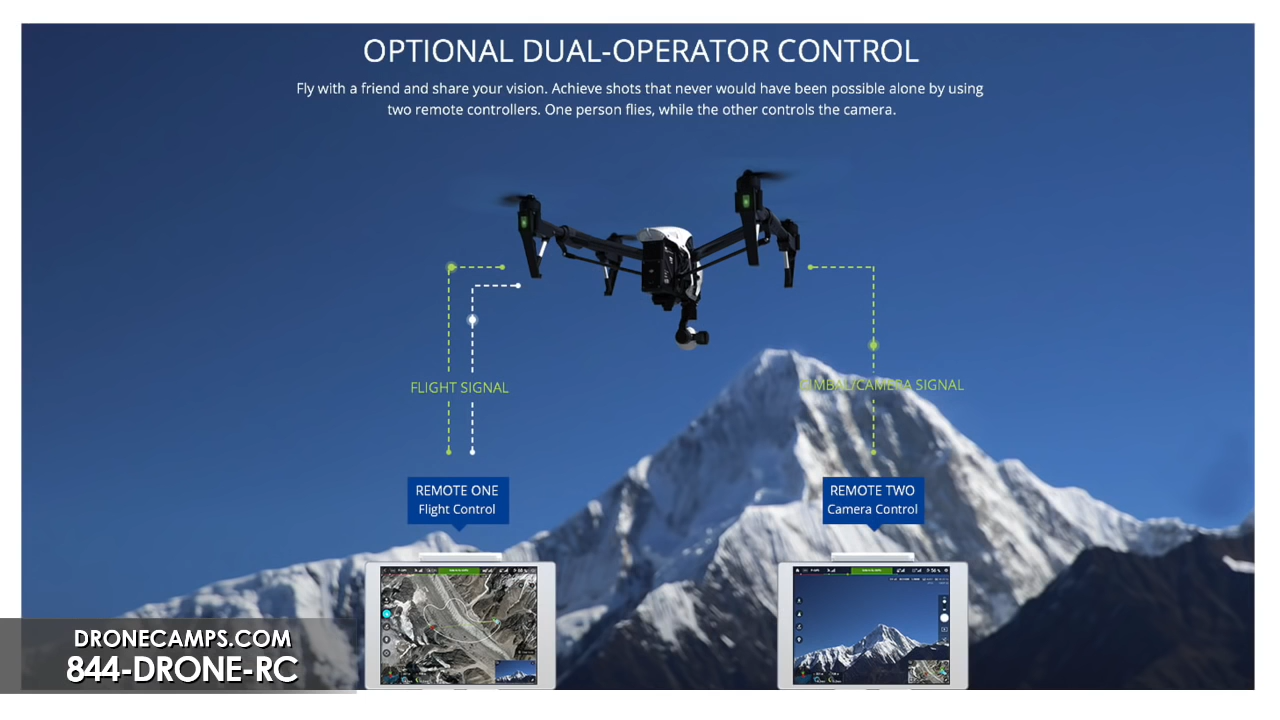 OPTIONAL DUAL-OPERATOR CONTROL
Fly with a friend and share your vision. Achieve shots that never would have been possible alone by using
two remote controllers. One person flies, while the other controls the camera.
FLIGHT SIGNAL
GIMBAL/CAMERA SIGNAL
REMOTE ONE
Flight Control
REMOTE TWO
Camera Control
DRONECAMPS.COM
844-DRONE-RC